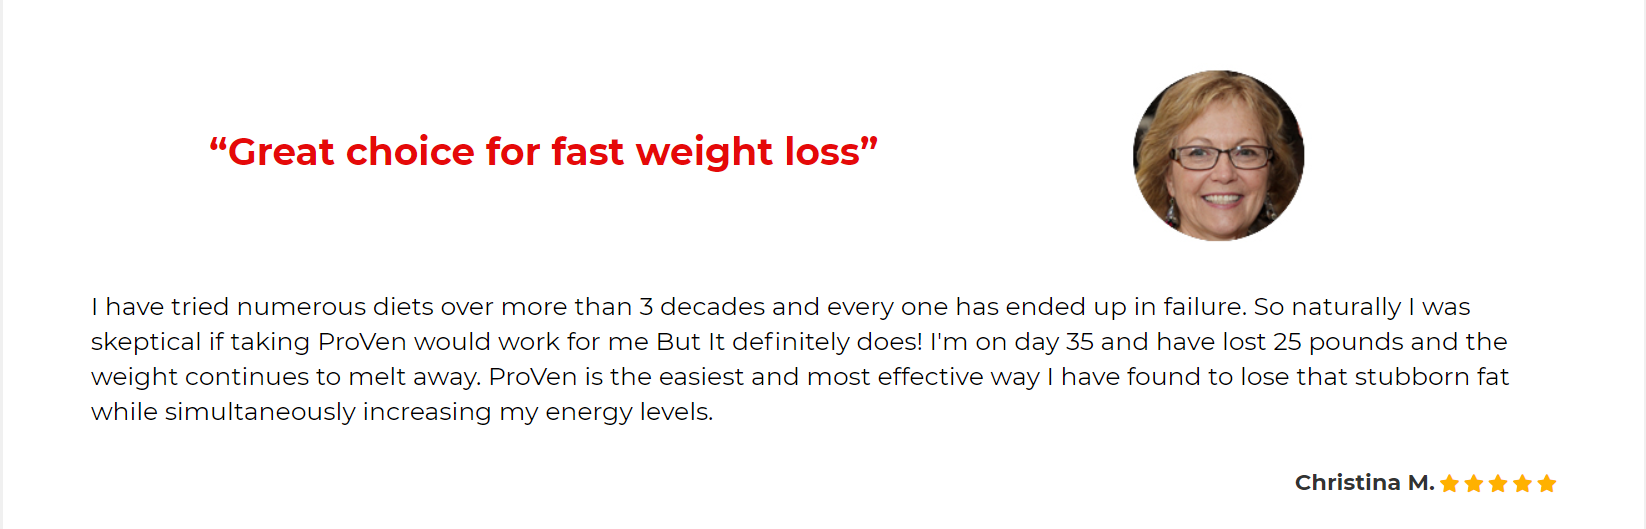 “Great choice for fast weight loss”
I have tried numerous diets over more than 3 decades and every one has ended up in failure. So naturally I was
skeptical if taking ProVen would work for me But It definitely does! I'm on day 35 and have lost 25 pounds and the
weight continues to melt away. ProVen is the easiest and most effective way I have found to lose that stubborn fat
while simultaneously increasing my energy levels.
Christina M.